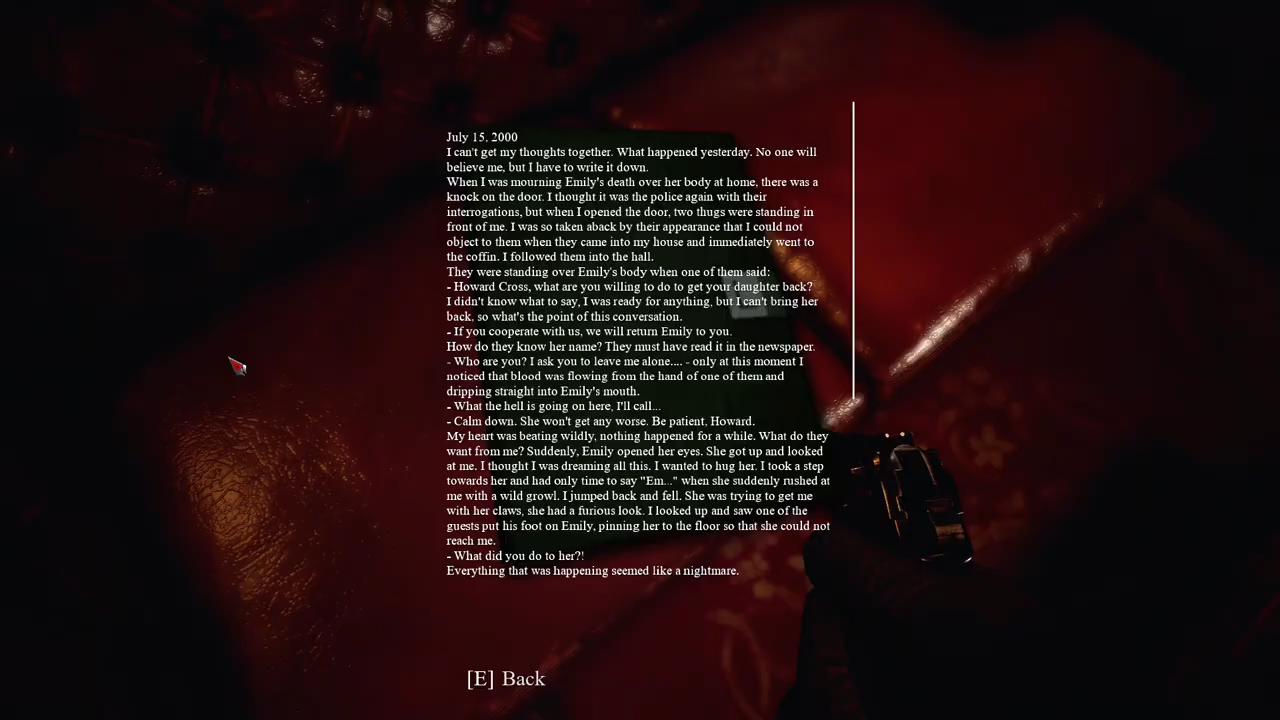 July 15, 2000
I can't get my thoughts together. What happened yesterday. No one will
believe me, but I have to write it down.
When I was mourning Emily's death over her body at home, there was a
knock on the door. I thought it was the police again with their
interrogations, but when I opened the door, two thugs were standing in
front of me. I was so taken aback by their appearance that I could not
object to them when they came into my house and immediately went to
the coffin. I followed them into the hall.
They were standing over Emily's body when one of them said:
- Howard Cross, what are you willing to do to get your daughter back?
I didn't know what to say, I was ready for anything, but I can't bring her
back, so what's the point of this conversation.
- If you cooperate with us, we will return Emily to you.
How do they know her name? They must have read it in the newspaper.
- Who are you? I ask you to leave me alone.... - only at this moment I
noticed that blood was flowing from the hand of one of them and
dripping straight into Emily's mouth.
- What the hell is going on here, I'll call...
- Calm down. She won't get any worse. Be patient, Howard.
My heart was beating wildly, nothing happened for a while. What do they
want from me? Suddenly, Emily opened her eyes. She got up and looked
at me. I thought I was dreaming all this. I wanted to hug her. I took a step
towards her and had only time to say "Em..." when she suddenly rushed at
me with a wild growl. I jumped back and fell. She was trying to get me
with her claws, she had a furious look. I looked up and saw one of the
guests put his foot on Emily, pinning her to the floor so that she could not
reach me.
- What did you do to her?!
Everything that was happening seemed like a nightmare.
[E] Back